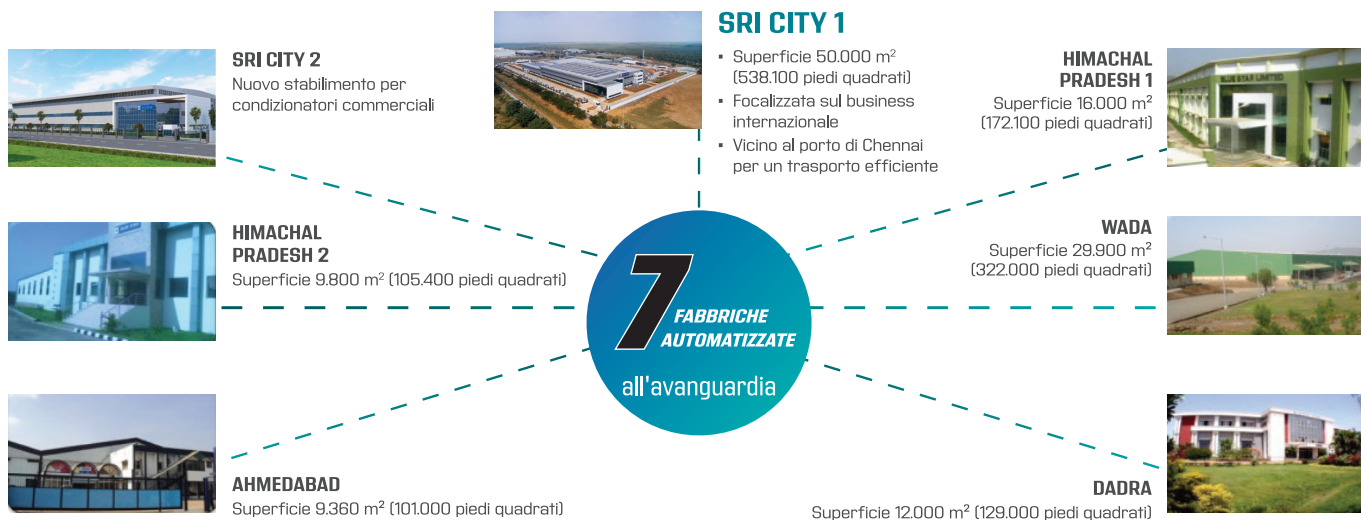 SRI CITY 2
Nuovo stabilimento per
condizionatori commerciali
SRI CITY 1
▪ Superficie 50.000 m²
(538.100 piedi quadrati)
▪ Focalizzata sul business
internazionale
▪ Vicino al porto di Chennai
per un trasporto efficiente
HIMACHAL
PRADESH 1
Superficie 16.000 m²
(172.100 piedi quadrati)
BLUE STAR LIMITED
HIMACHAL
PRADESH 2
Superficie 9.800 m² (105.400 piedi quadrati)
7 FABBRICHE
AUTOMATIZZATE
all'avanguardia
WADA
Superficie 29.900 m²
(322.000 piedi quadrati)
AHMEDABAD
Superficie 9.360 m² (101.000 piedi quadrati)
DADRA
Superficie 12.000 m² (129.000 piedi quadrati)